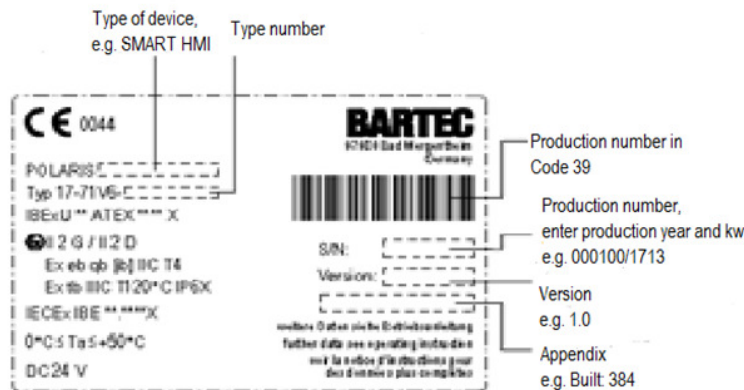 Type of device,
e.g. SMART HMI
Type number
CE 0044
BARTEC
97980 Bad Mergentheim
Germany
POLARIS
Typ 17-71V6-
IBExU ** ATEX **** X
II 2 G / II 2 D
Ex eb qb [ib] IIC T4
Ex tb IIIC T120°C IP6X
IECEx IBE **.****X
0°C ≤ Ta ≤ +50°C
DC 24 V
S/N:
Version:
weitere Daten siehe Betriebsanleitung
further data see operating instruction
voir la notice d'instructions pour
des données plus complètes
Production number in
Code 39
Production number,
enter production year and kw
e.g. 000100/1713
Version
e.g. 1.0
Appendix
e.g. Built: 384